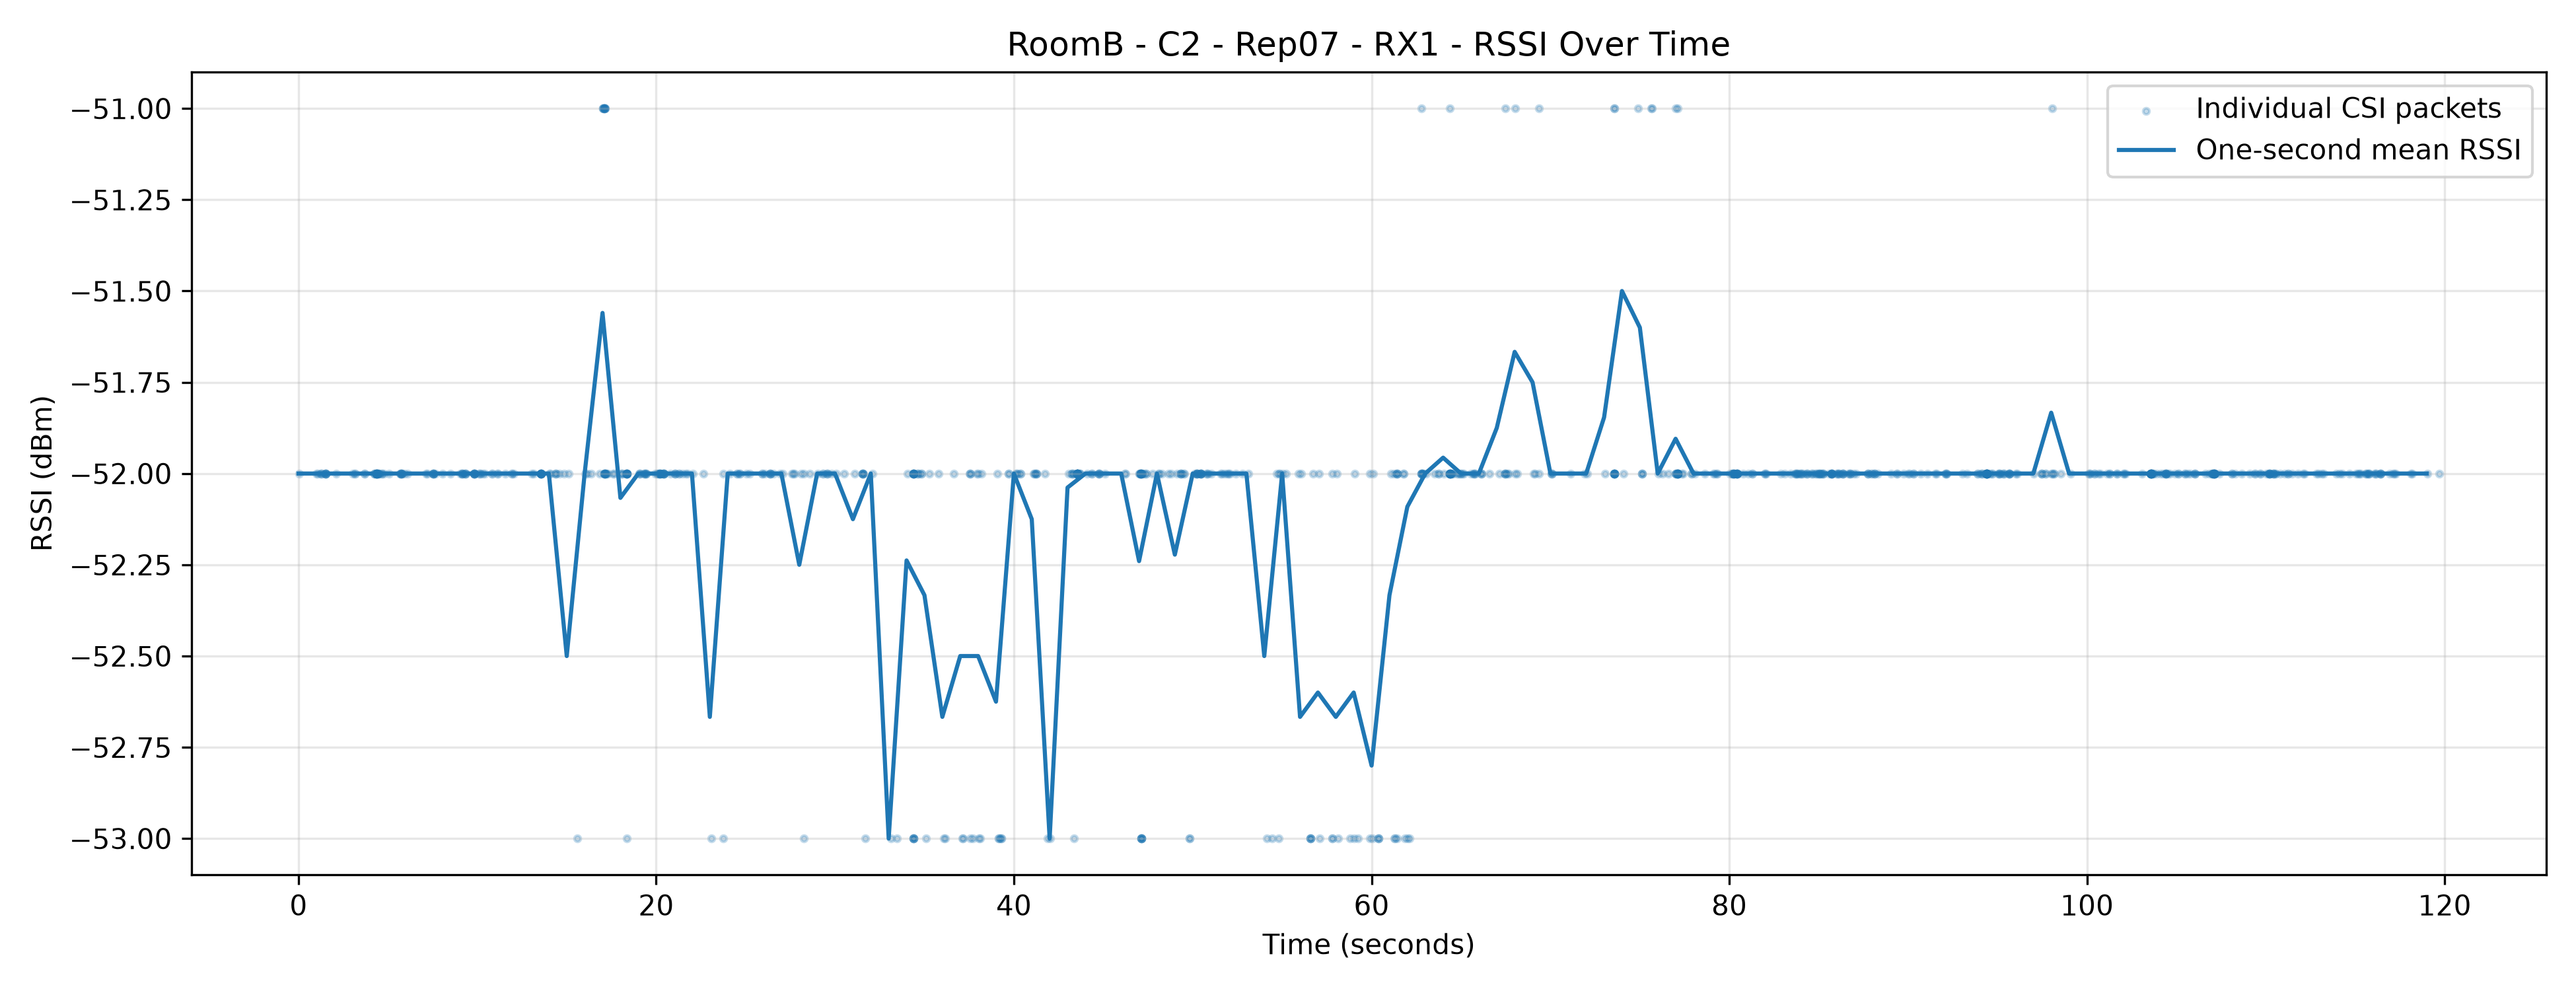 RoomB - C2 - Rep07 - RX1 - RSSI Over Time
RSSI (dBm)
−51.00
−51.25
−51.50
−51.75
−52.00
−52.25
−52.50
−52.75
−53.00
Individual CSI packets
One-second mean RSSI
0 20 40 60 80 100 120
Time (seconds)